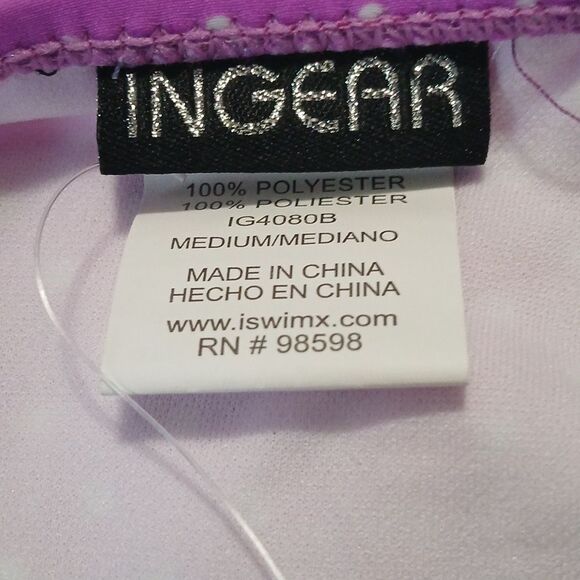 INGEAR
100% POLYESTER
100% POLIESTER
IG4080B
MEDIUM/MEDIANO
MADE IN CHINA
HECHO EN CHINA
www.iswimx.com
RN # 98598